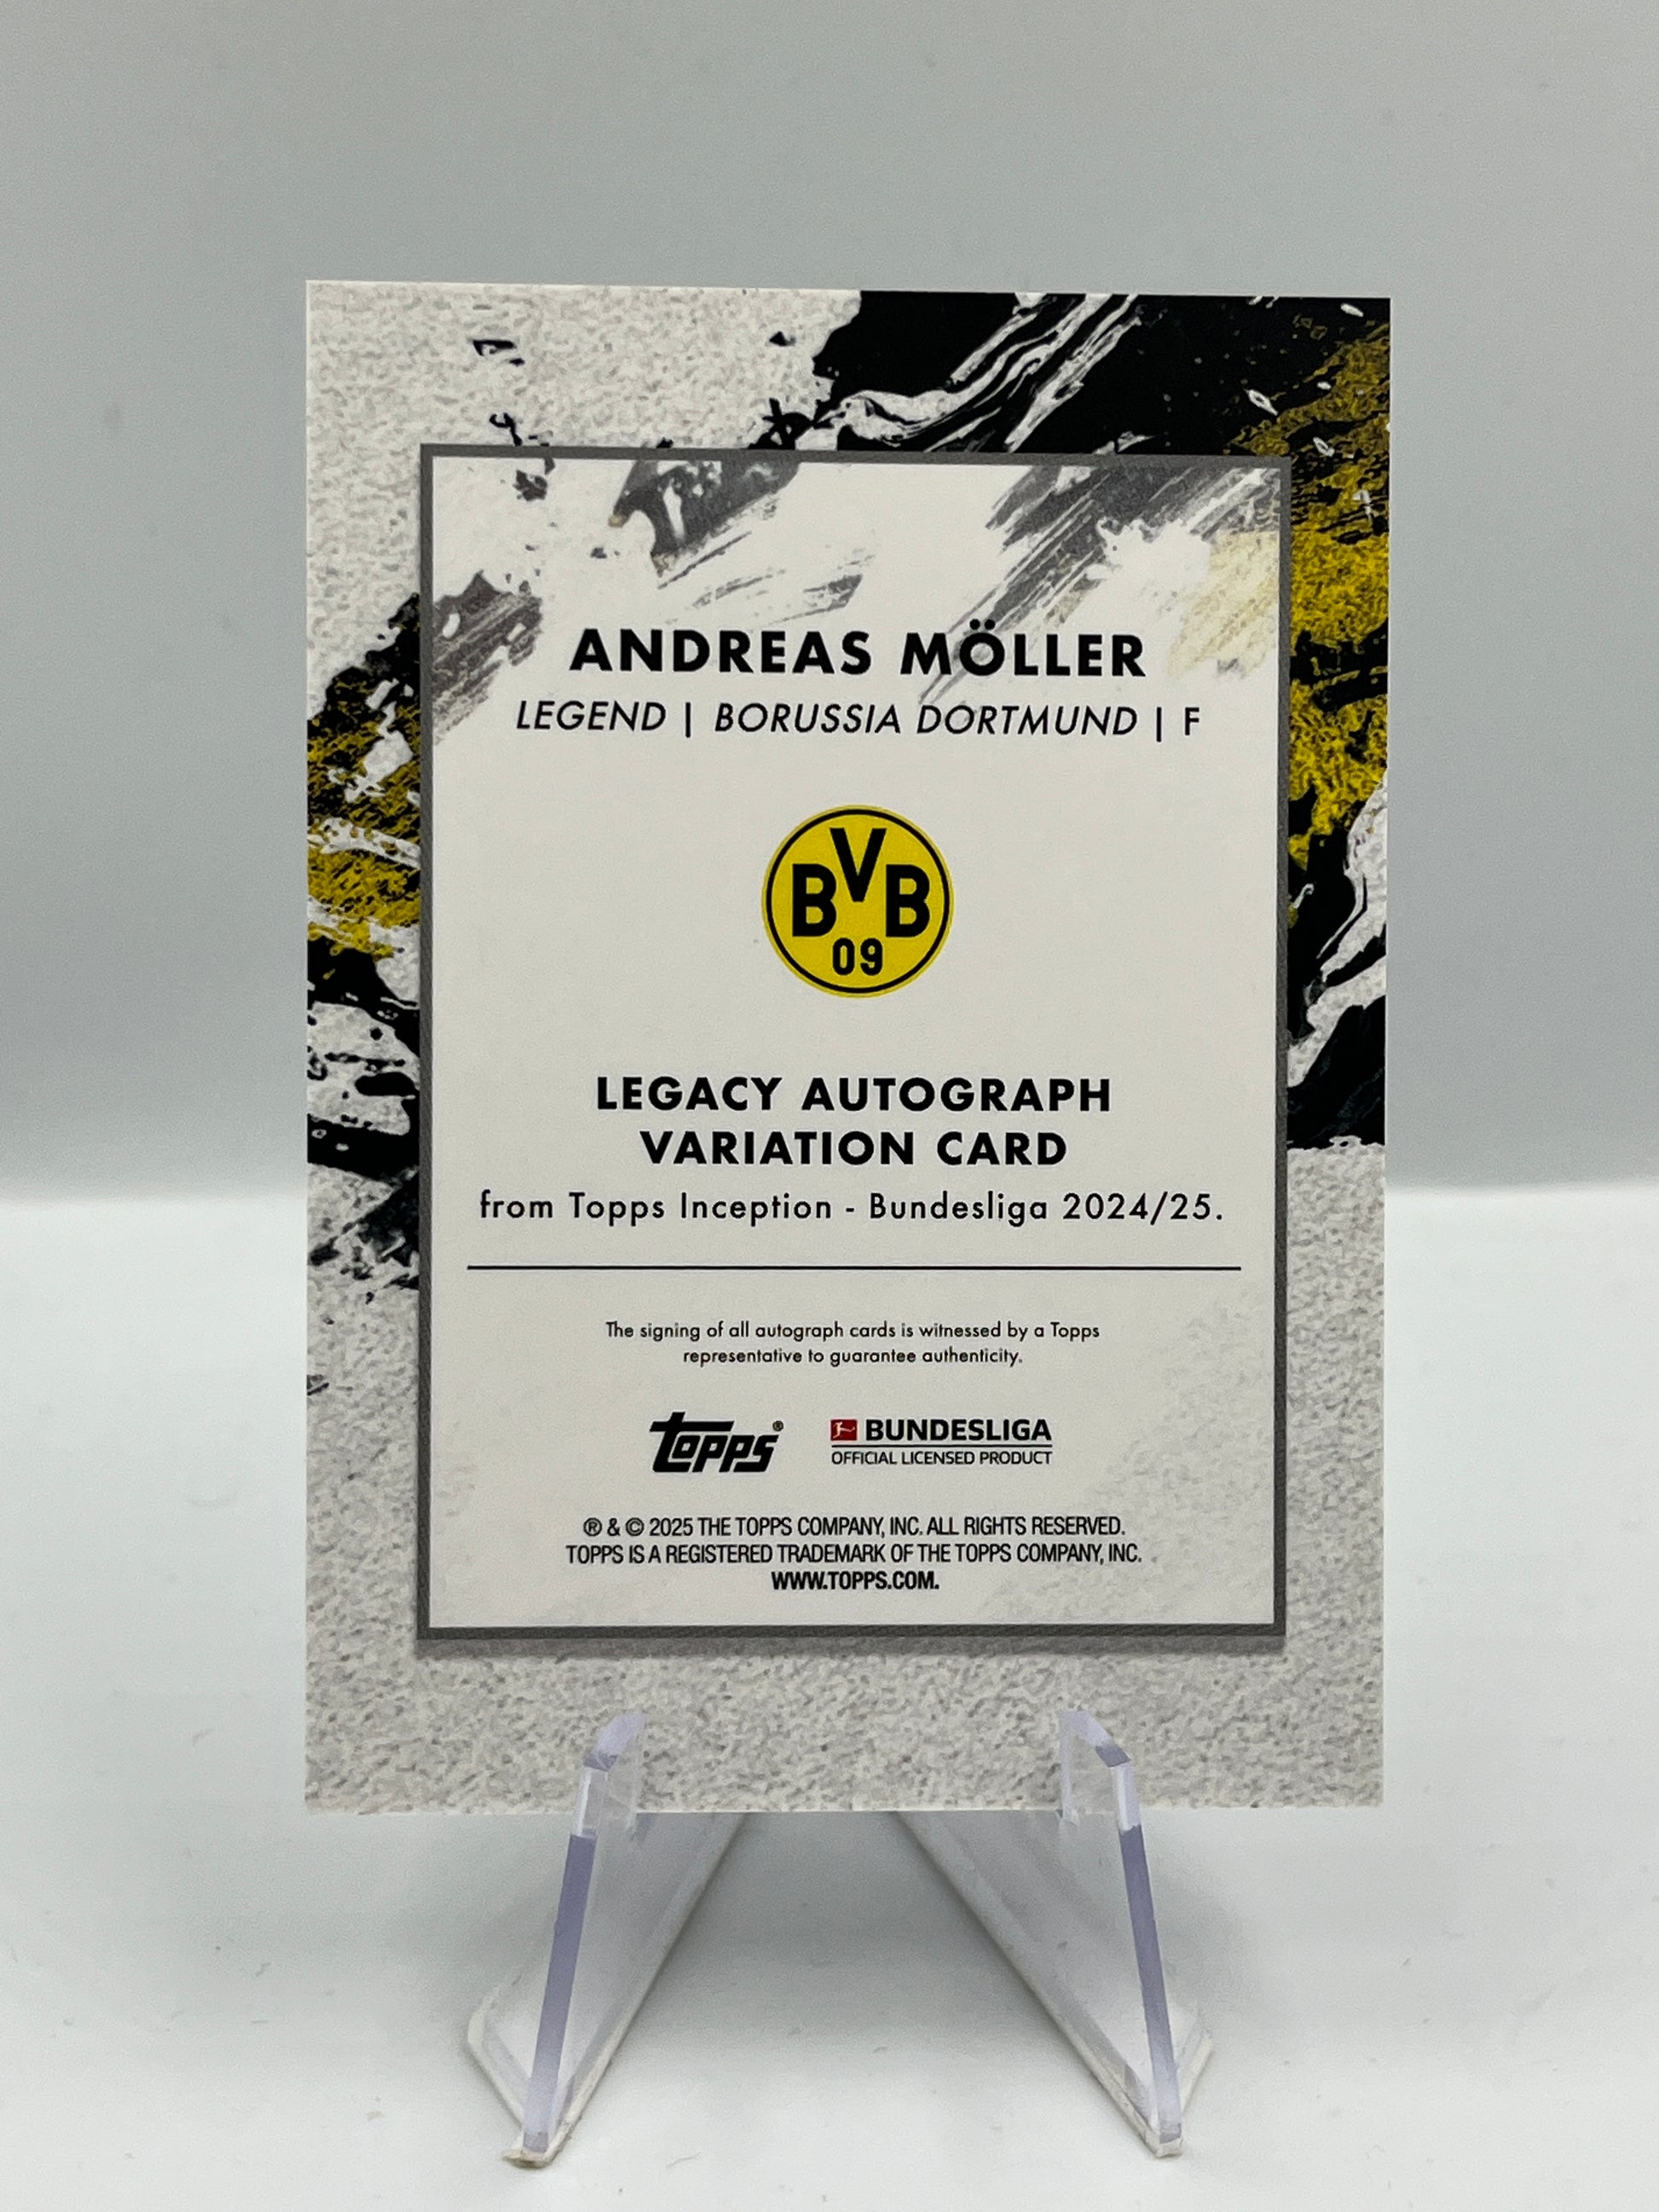 ANDREAS MÖLLER
LEGEND | BORUSSIA DORTMUND | F
BVB
09
LEGACY AUTOGRAPH
VARIATION CARD
from Topps Inception - Bundesliga 2024/25.
The signing of all autograph cards is witnessed by a Topps
representative to guarantee authenticity.
topps®
BUNDESLIGA
OFFICIAL LICENSED PRODUCT
® & © 2025 THE TOPPS COMPANY, INC. ALL RIGHTS RESERVED.
TOPPS IS A REGISTERED TRADEMARK OF THE TOPPS COMPANY, INC.
WWW.TOPPS.COM.